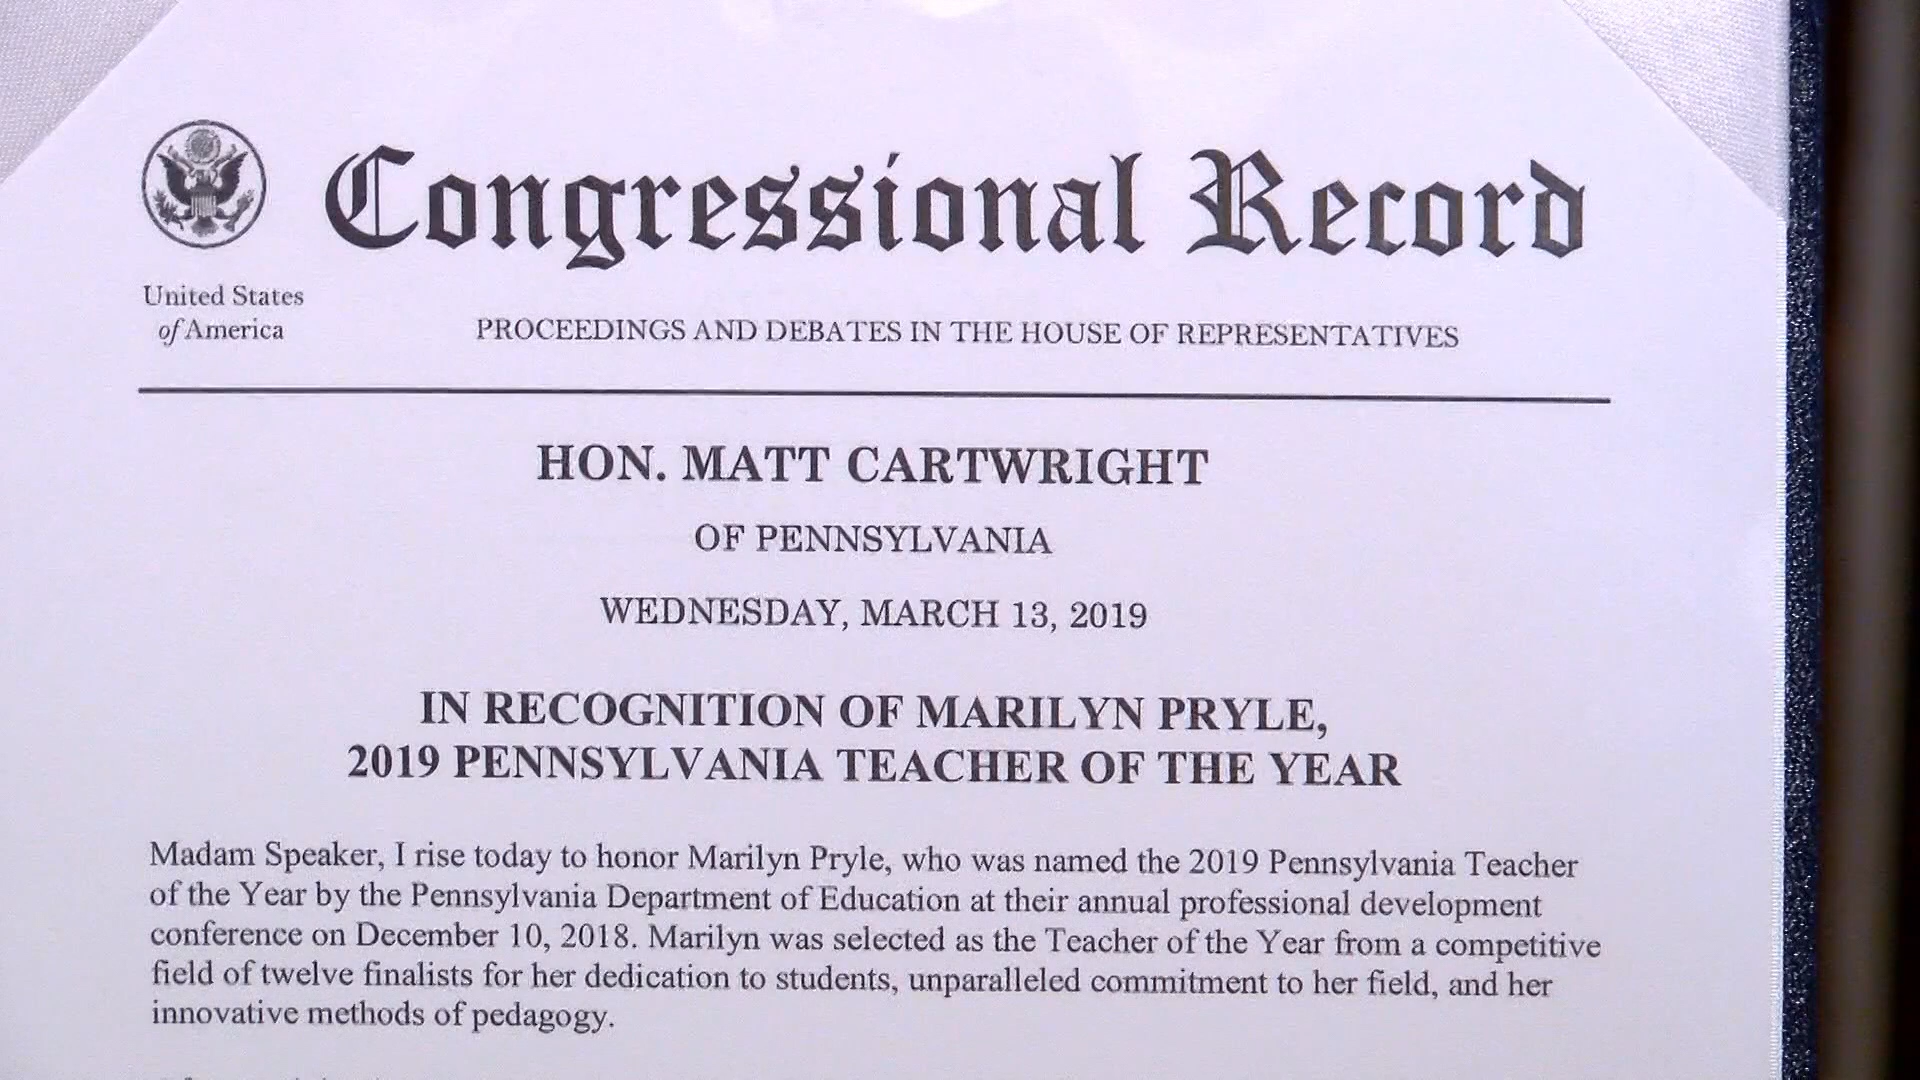 Congressional Record
United States
of America
PROCEEDINGS AND DEBATES IN THE HOUSE OF REPRESENTATIVES
HON. MATT CARTWRIGHT
OF PENNSYLVANIA
WEDNESDAY, MARCH 13, 2019
IN RECOGNITION OF MARILYN PRYLE,
2019 PENNSYLVANIA TEACHER OF THE YEAR
Madam Speaker, I rise today to honor Marilyn Pryle, who was named the 2019 Pennsylvania Teacher
of the Year by the Pennsylvania Department of Education at their annual professional development
conference on December 10, 2018. Marilyn was selected as the Teacher of the Year from a competitive
field of twelve finalists for her dedication to students, unparalleled commitment to her field, and her
innovative methods of pedagogy.